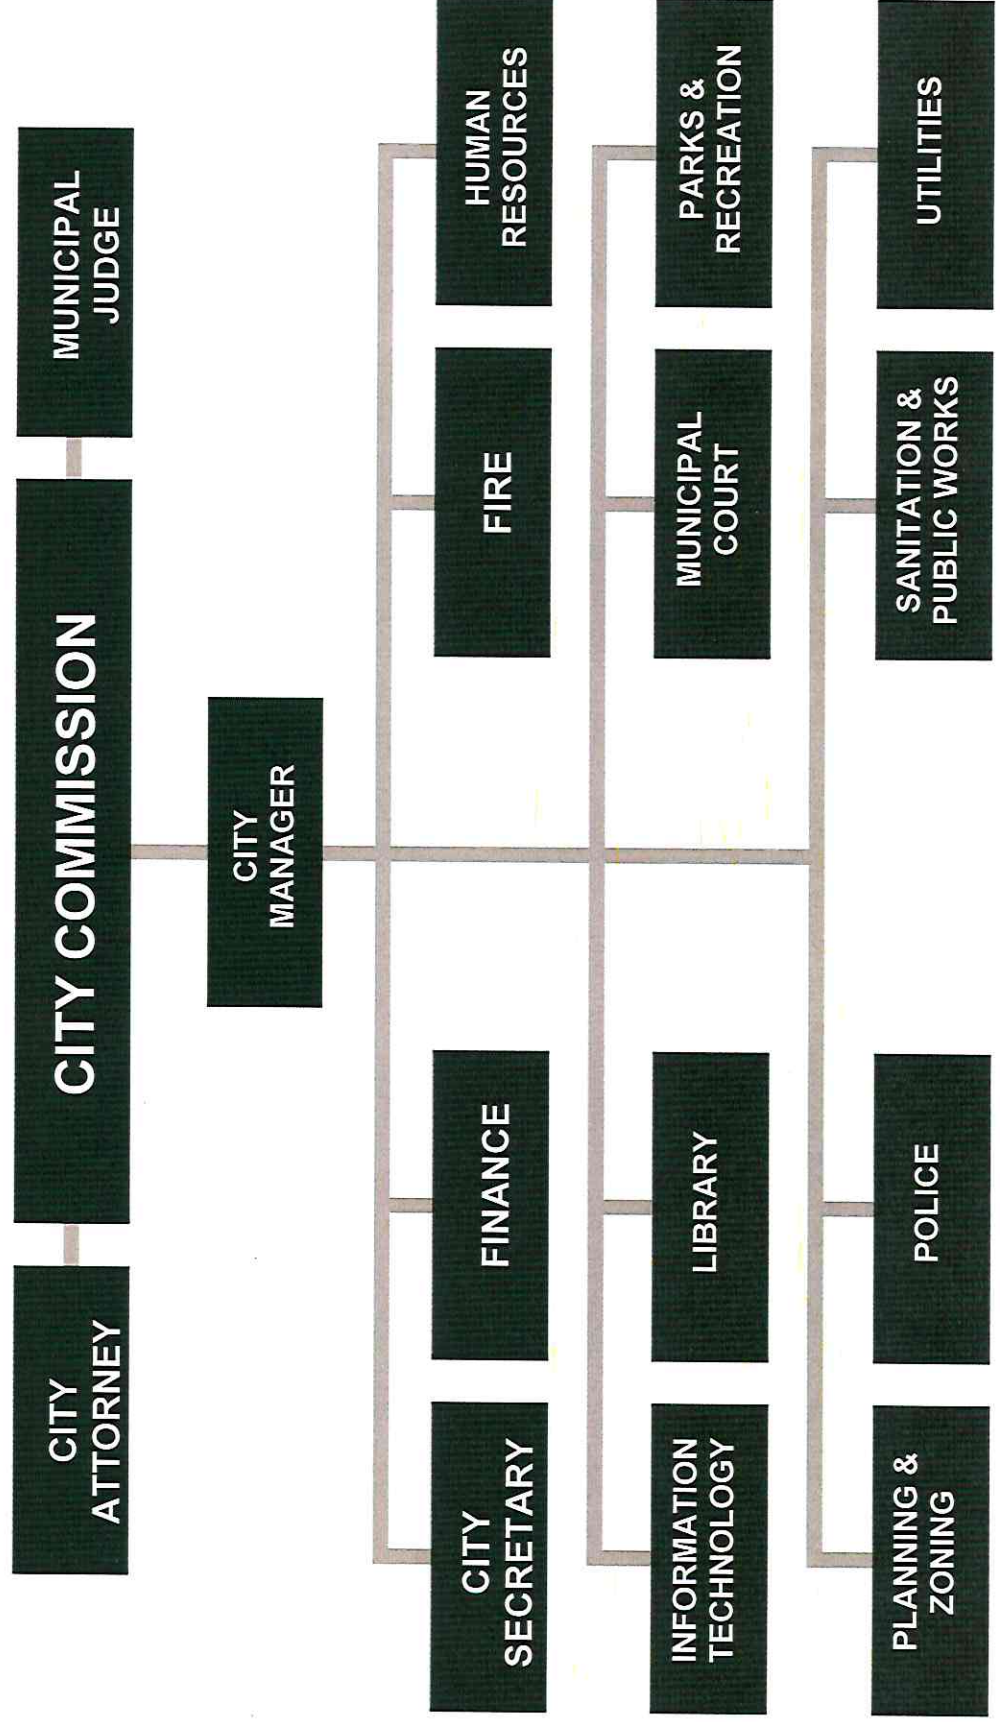 CITY
ATTORNEY
CITY COMMISSION
MUNICIPAL
JUDGE
CITY
MANAGER
CITY
SECRETARY
FINANCE
FIRE
HUMAN
RESOURCES
INFORMATION
TECHNOLOGY
LIBRARY
MUNICIPAL
COURT
PARKS &
RECREATION
PLANNING &
ZONING
POLICE
SANITATION &
PUBLIC WORKS
UTILITIES